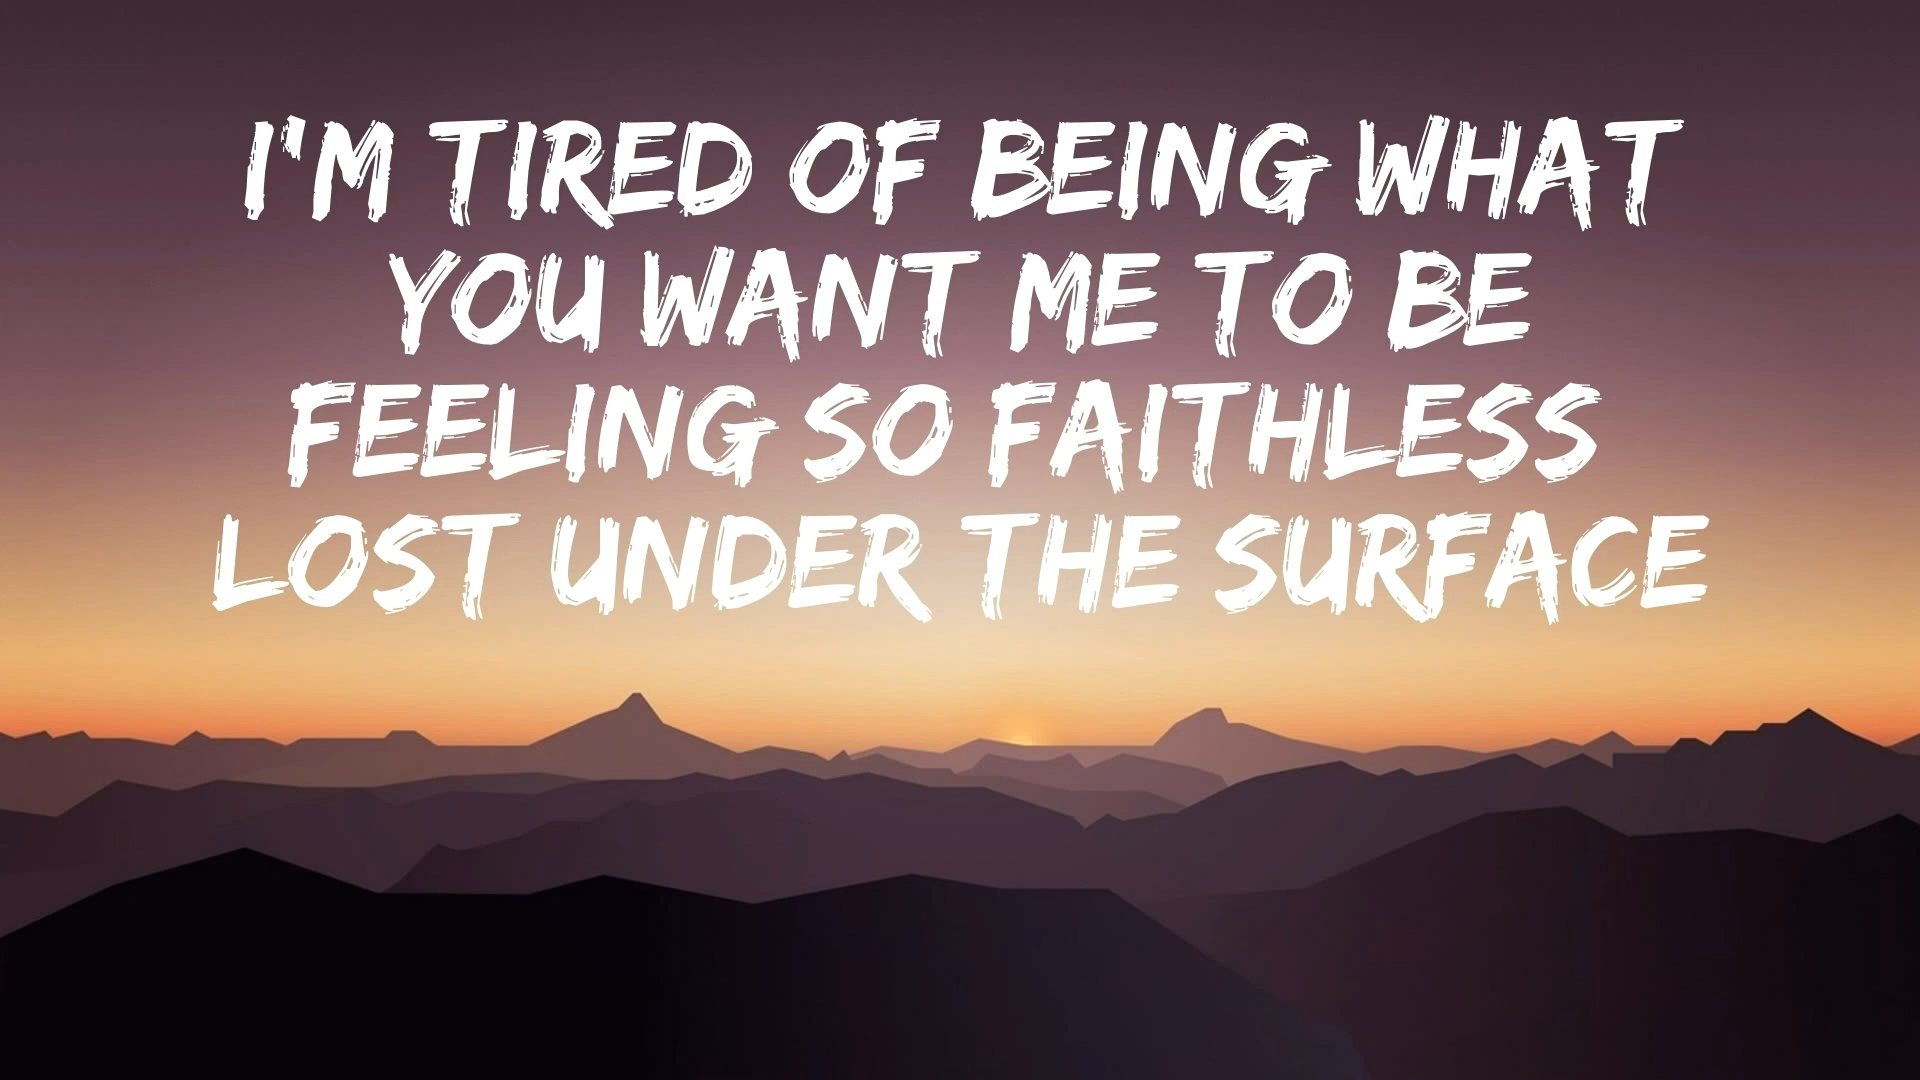 I'M TIRED OF BEING WHAT
YOU WANT ME TO BE
FEELING SO FAITHLESS
LOST UNDER THE SURFACE